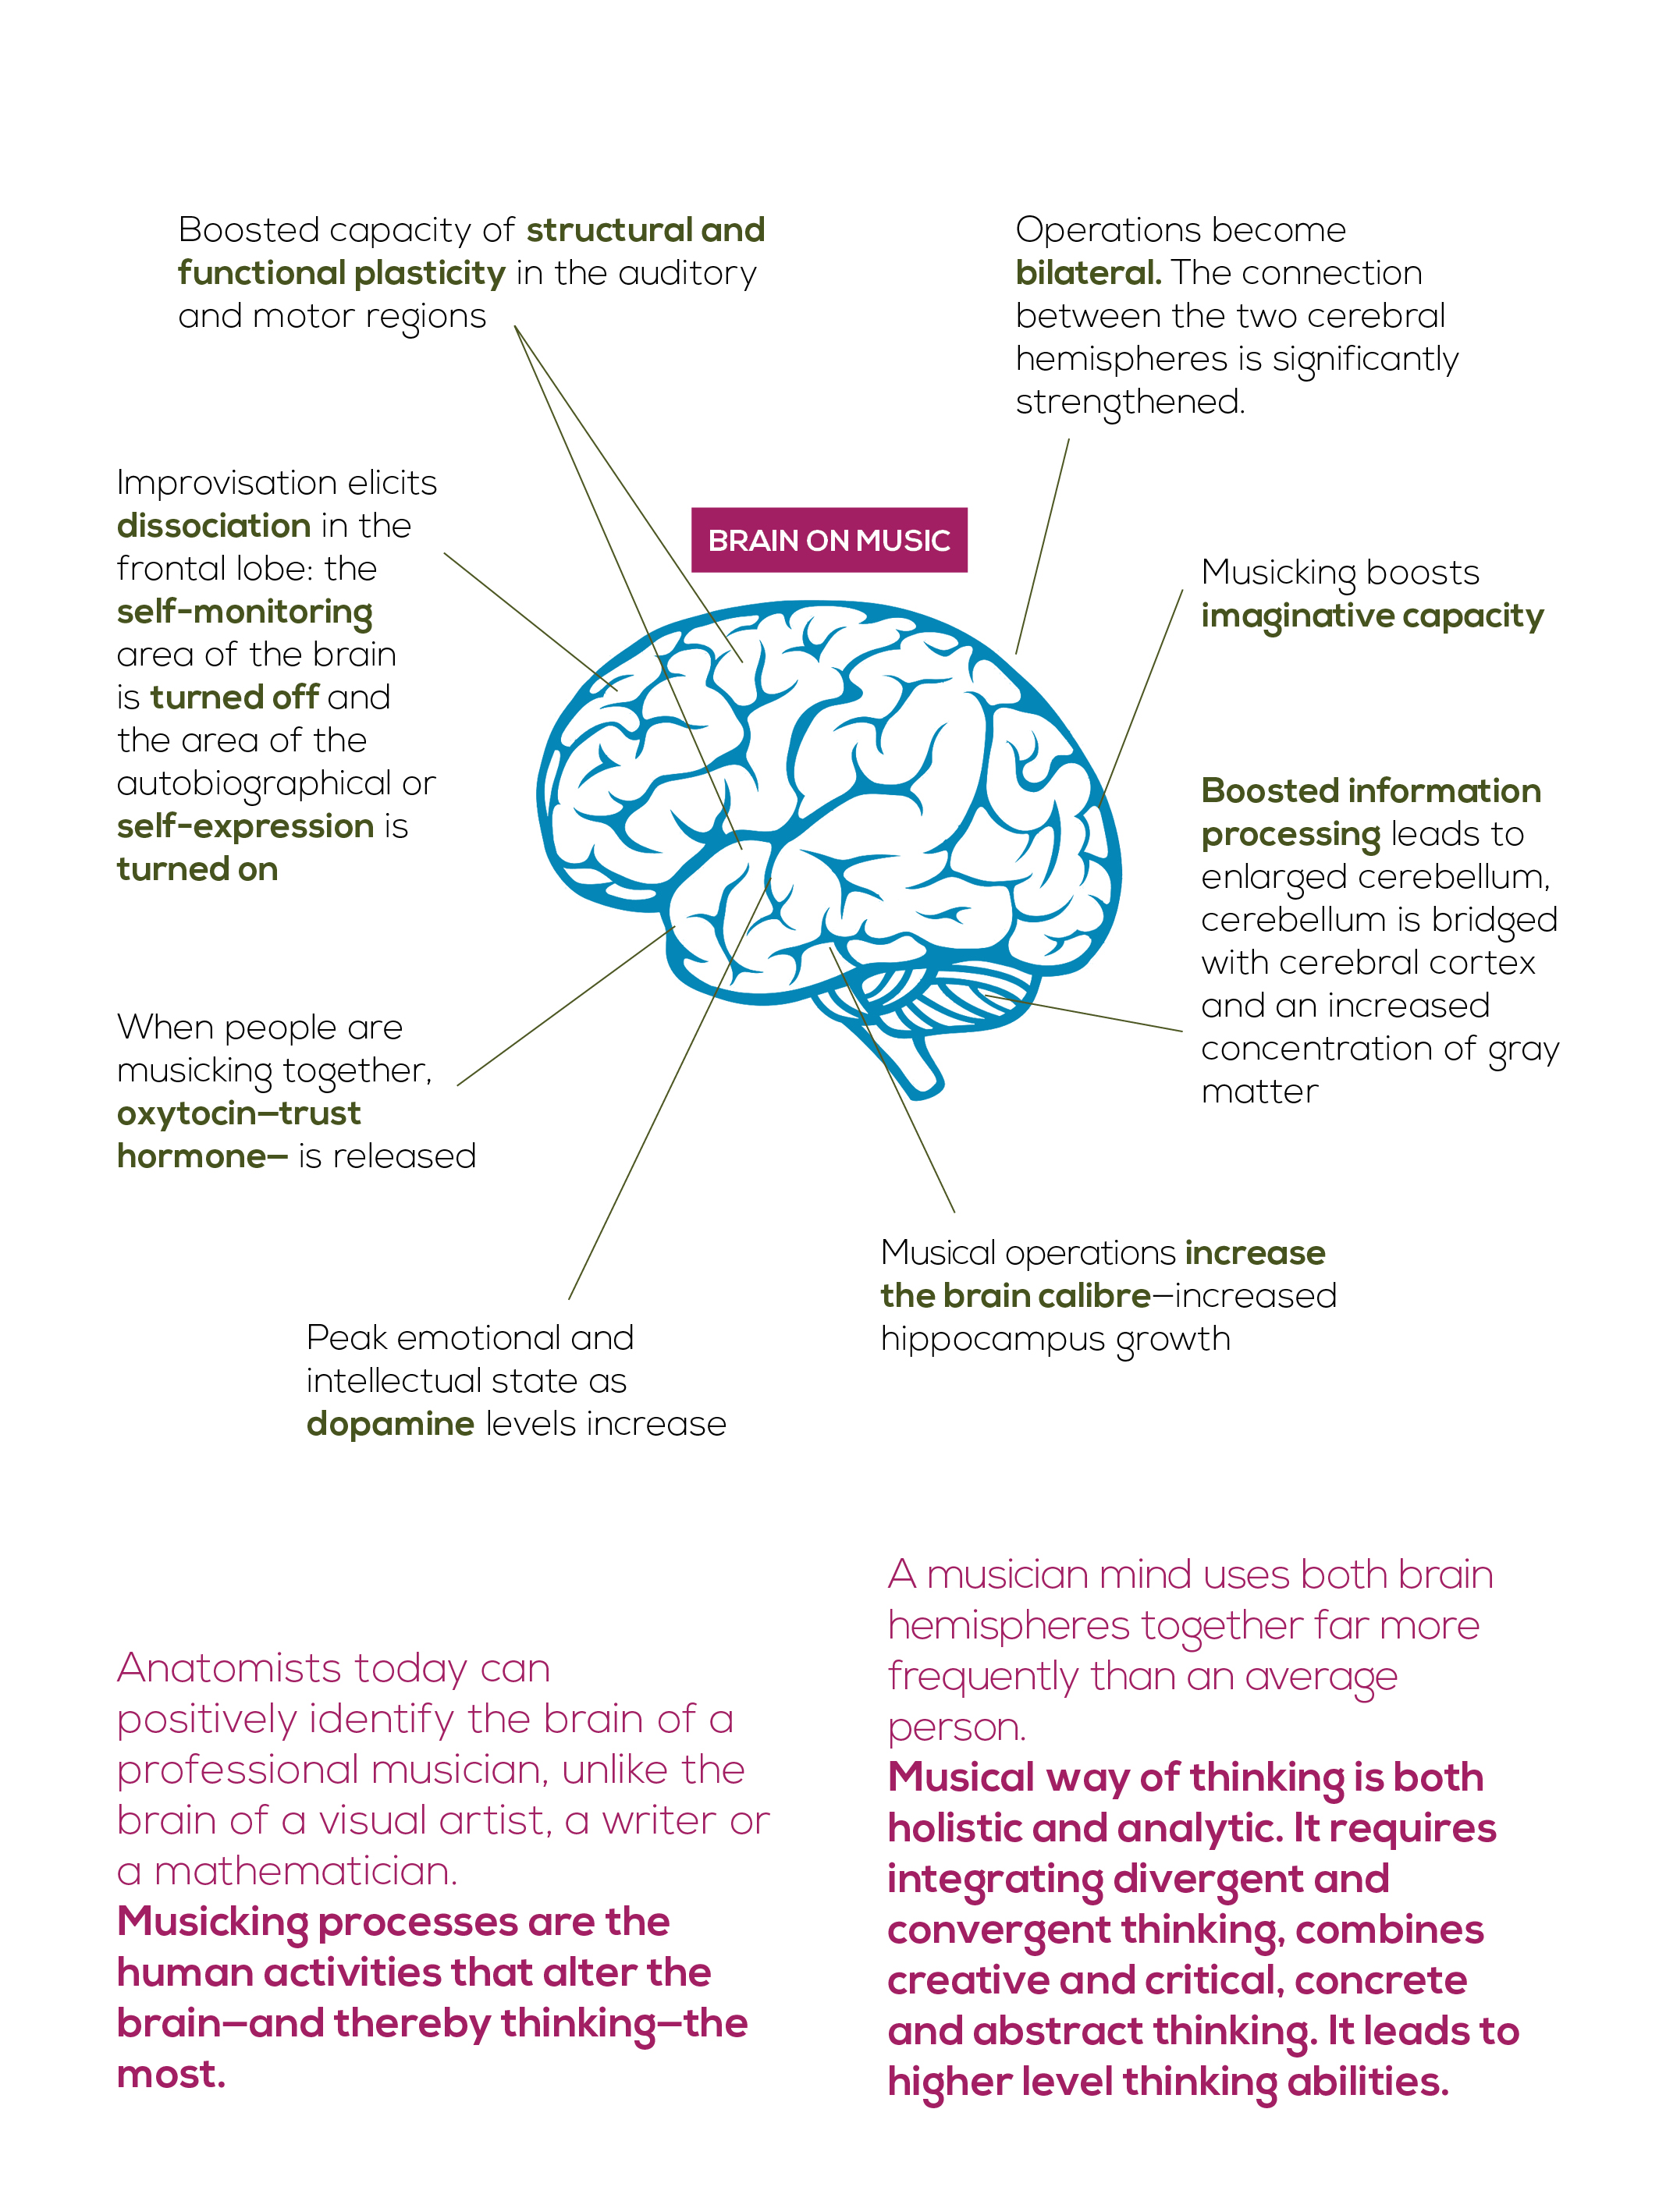 Boosted capacity of structural and
functional plasticity in the auditory
and motor regions
Operations become
bilateral. The connection
between the two cerebral
hemispheres is significantly
strengthened.
Improvisation elicits
dissociation in the
frontal lobe: the
self-monitoring
area of the brain
is turned off and
the area of the
autobiographical or
self-expression is
turned on
BRAIN ON MUSIC
Musicking boosts
imaginative capacity
Boosted information
processing leads to
enlarged cerebellum,
cerebellum is bridged
with cerebral cortex
and an increased
concentration of gray
matter
When people are
musicking together,
oxytocin—trust
hormone— is released
Musical operations increase
the brain calibre—increased
hippocampus growth
Peak emotional and
intellectual state as
dopamine levels increase
Anatomists today can
positively identify the brain of a
professional musician, unlike the
brain of a visual artist, a writer or
a mathematician.
Musicking processes are the
human activities that alter the
brain—and thereby thinking—the
most.
A musician mind uses both brain
hemispheres together far more
frequently than an average
person.
Musical way of thinking is both
holistic and analytic. It requires
integrating divergent and
convergent thinking, combines
creative and critical, concrete
and abstract thinking. It leads to
higher level thinking abilities.